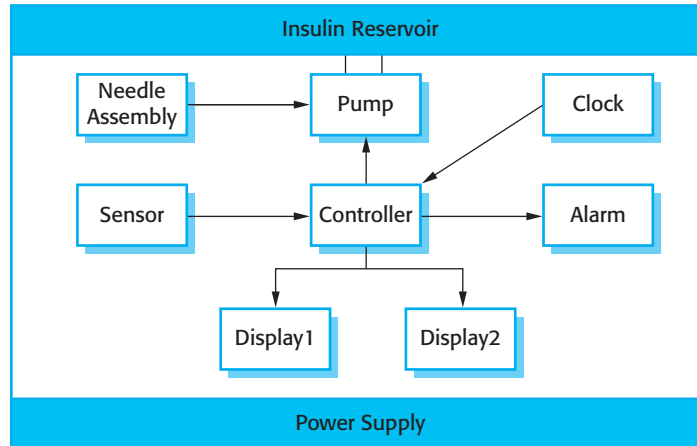 Insulin Reservoir
Needle
Assembly
Pump
Clock
Sensor
Controller
Alarm
Display1
Display2
Power Supply